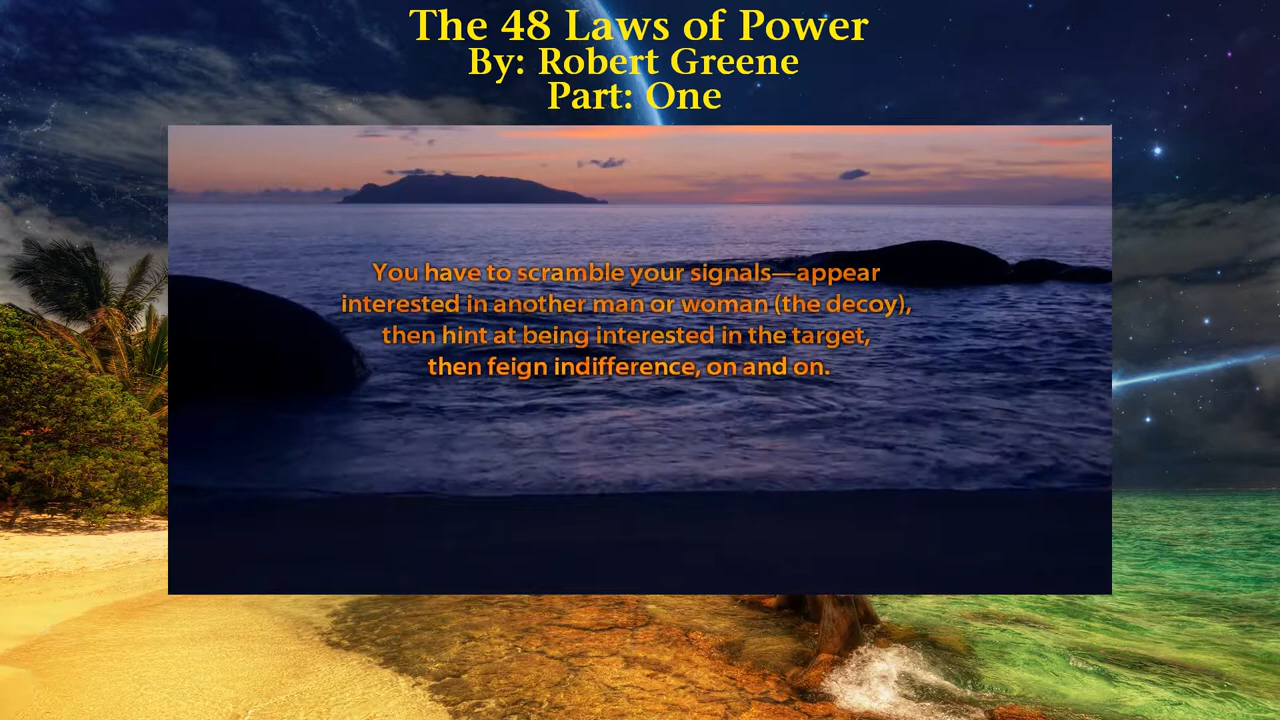 The 48 Laws of Power
By: Robert Greene
Part: One
You have to scramble your signals—appear
interested in another man or woman (the decoy),
then hint at being interested in the target,
then feign indifference, on and on.